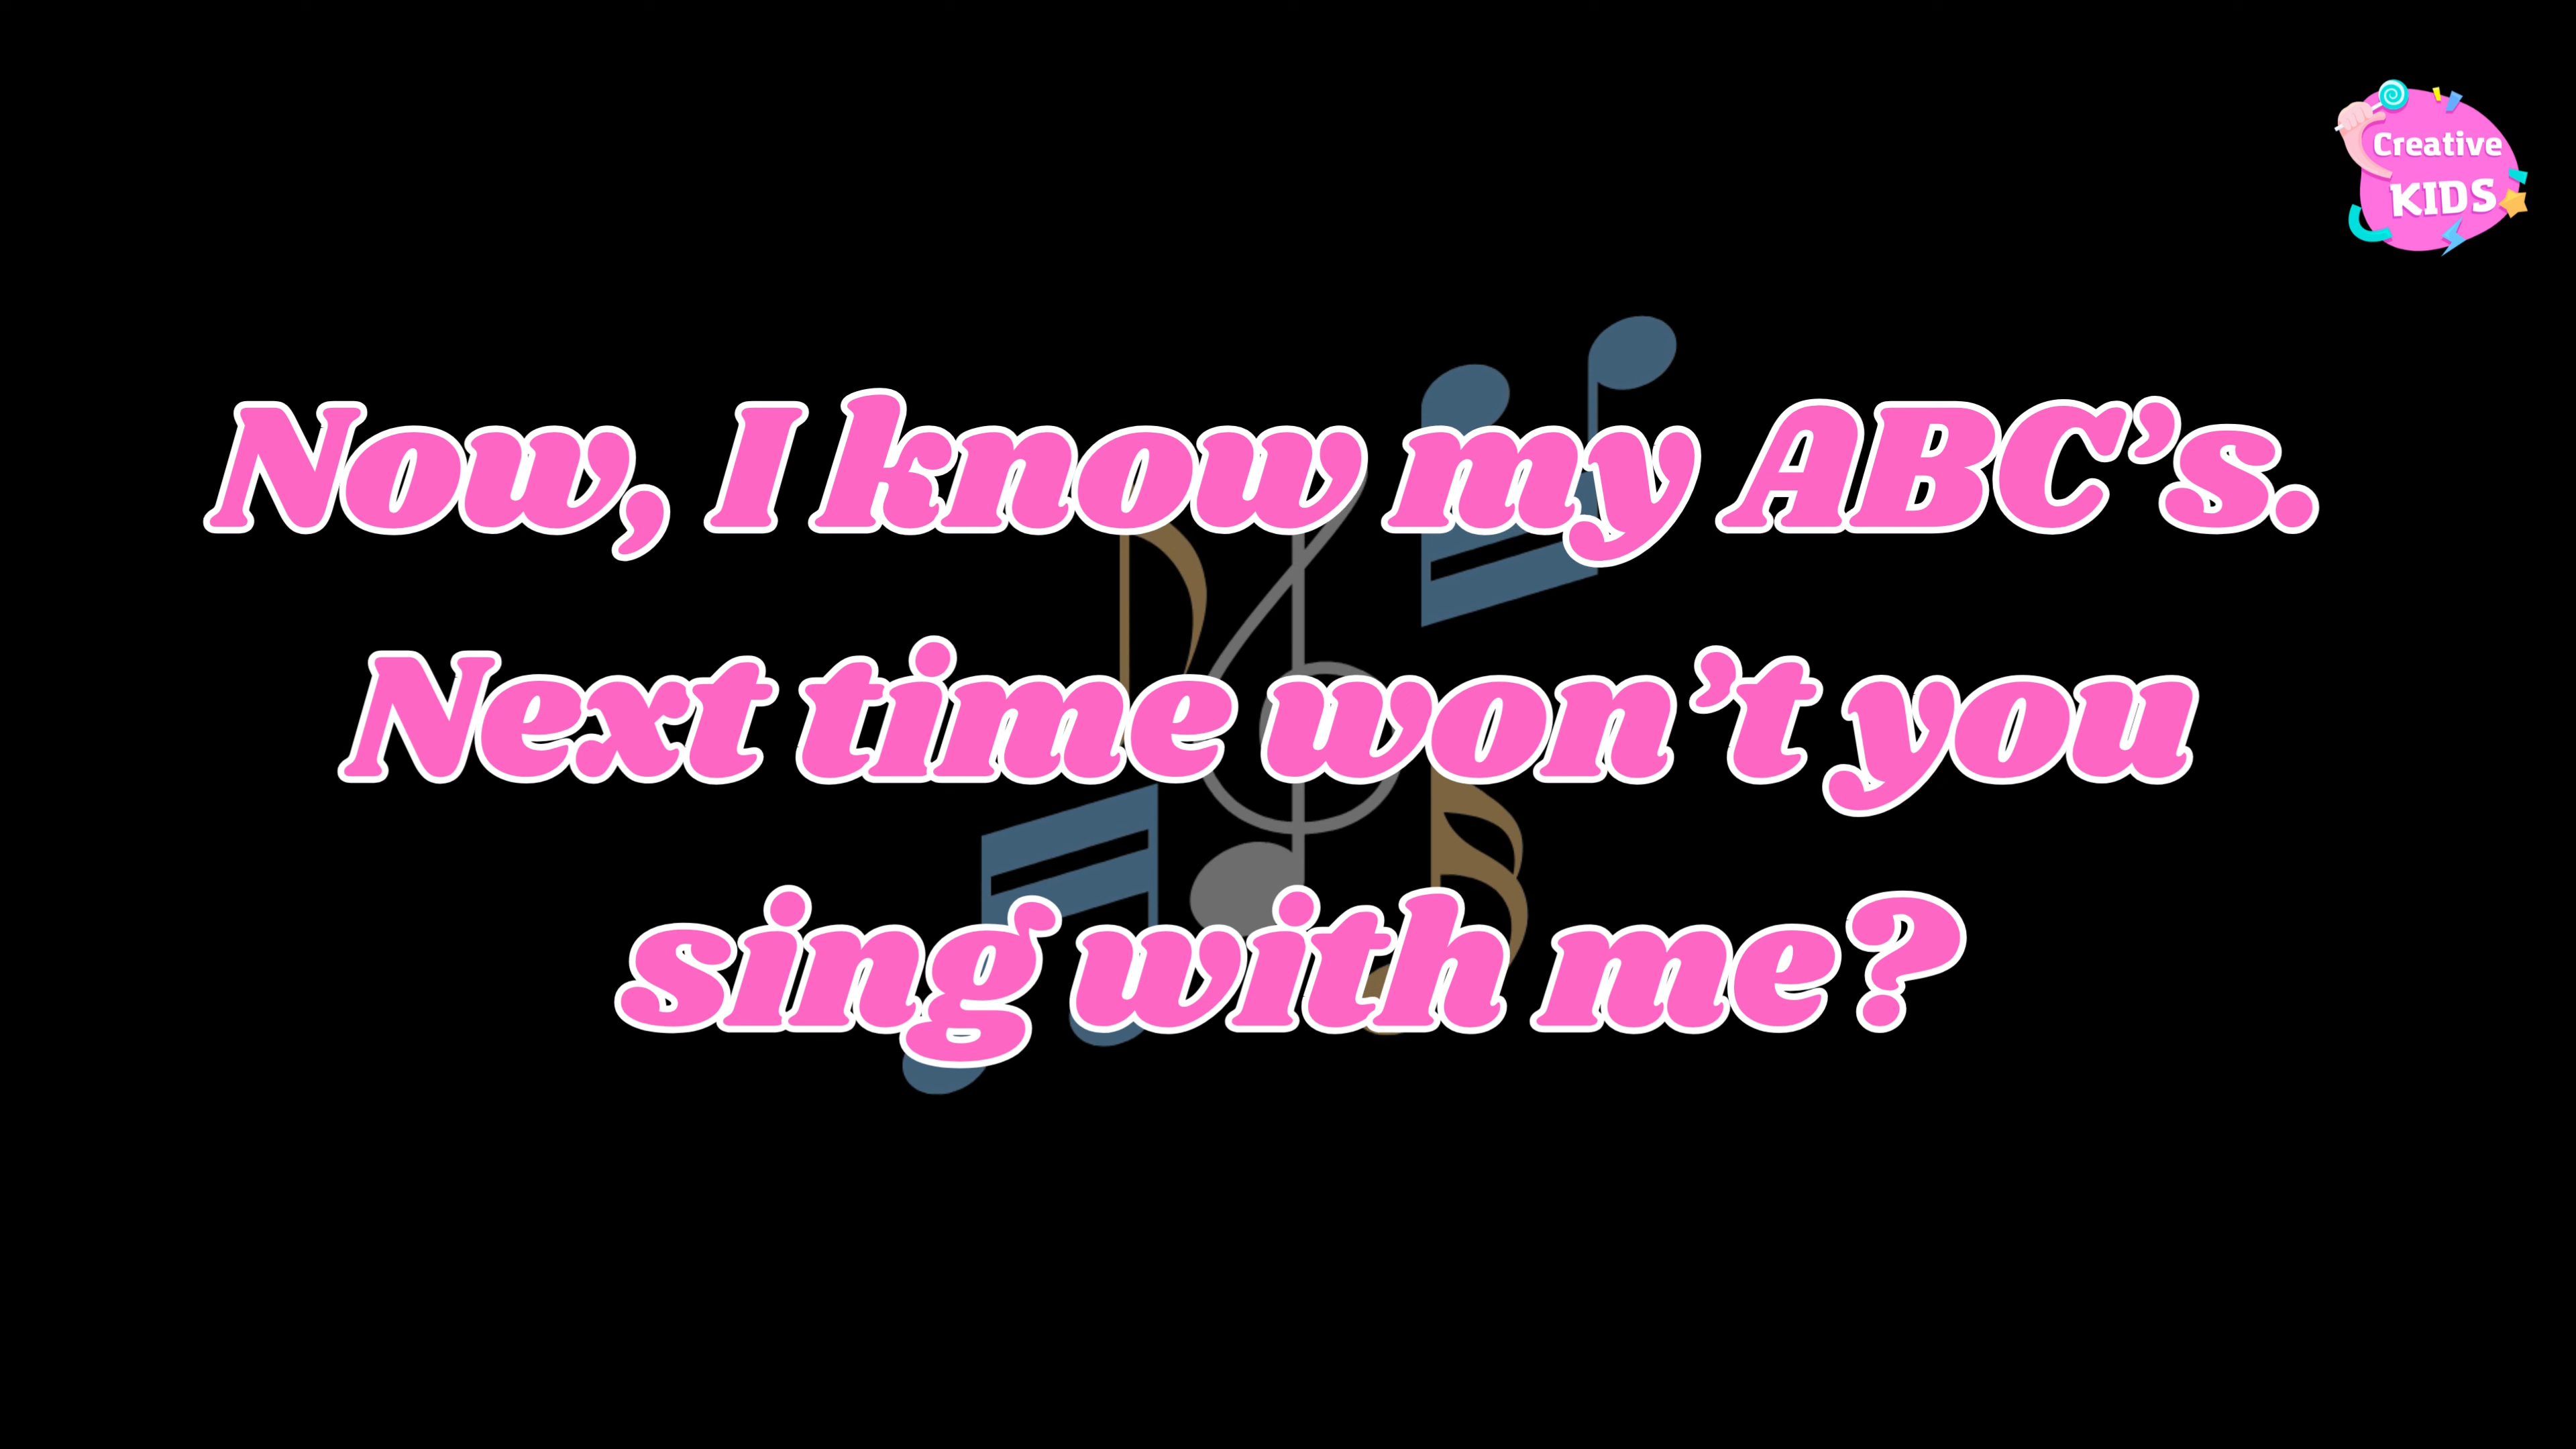 Creative
KIDS
Now, I know my ABC’s.
Next time won’t you
sing with me?